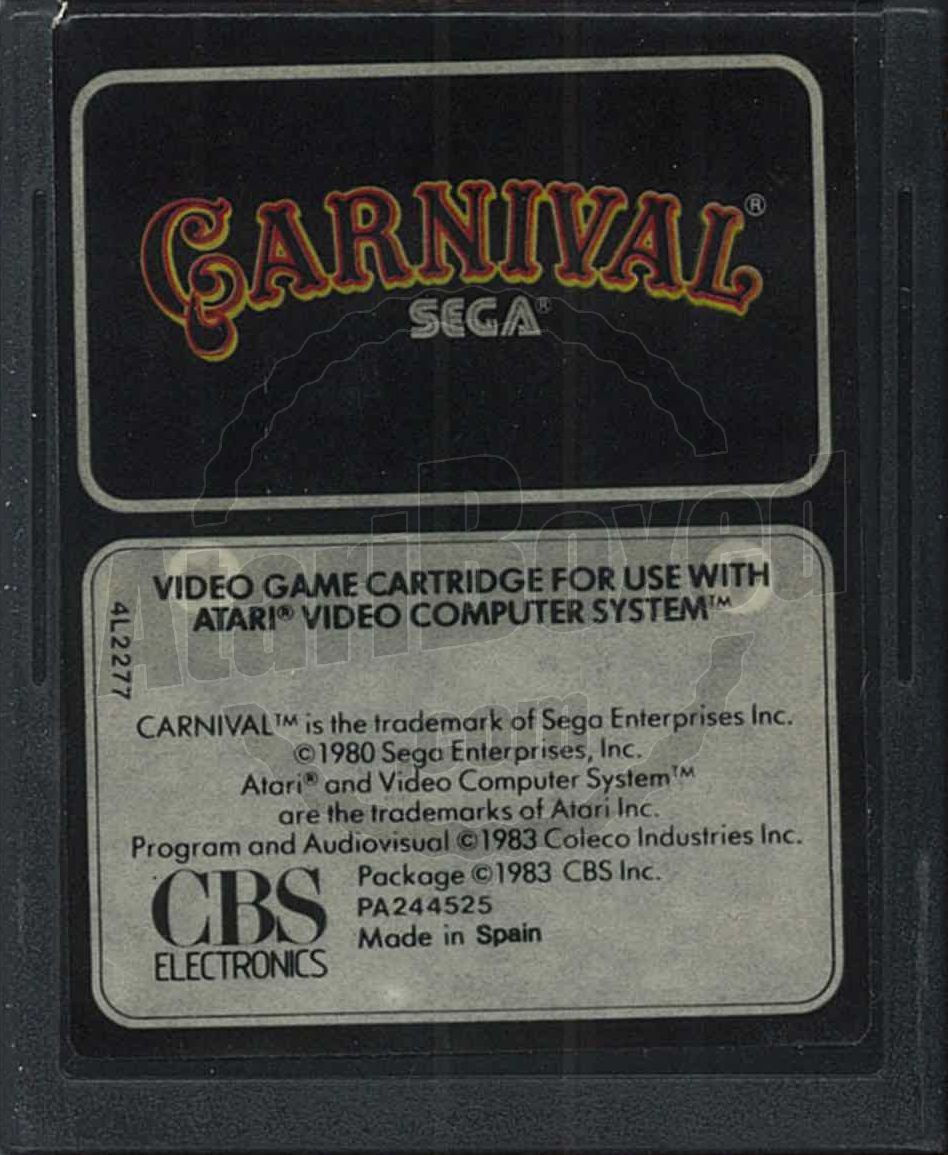 CARNIVAL®
SEGA®
VIDEO GAME CARTRIDGE FOR USE WITH
ATARI® VIDEO COMPUTER SYSTEM™
4L2277
CARNIVAL™ is the trademark of Sega Enterprises Inc.
©1980 Sega Enterprises, Inc.
Atari® and Video Computer System™
are the trademarks of Atari Inc.
Program and Audiovisual ©1983 Coleco Industries Inc.
Package ©1983 CBS Inc.
PA244525
Made in Spain
CBS
ELECTRONICS
AtariBoxed
.com